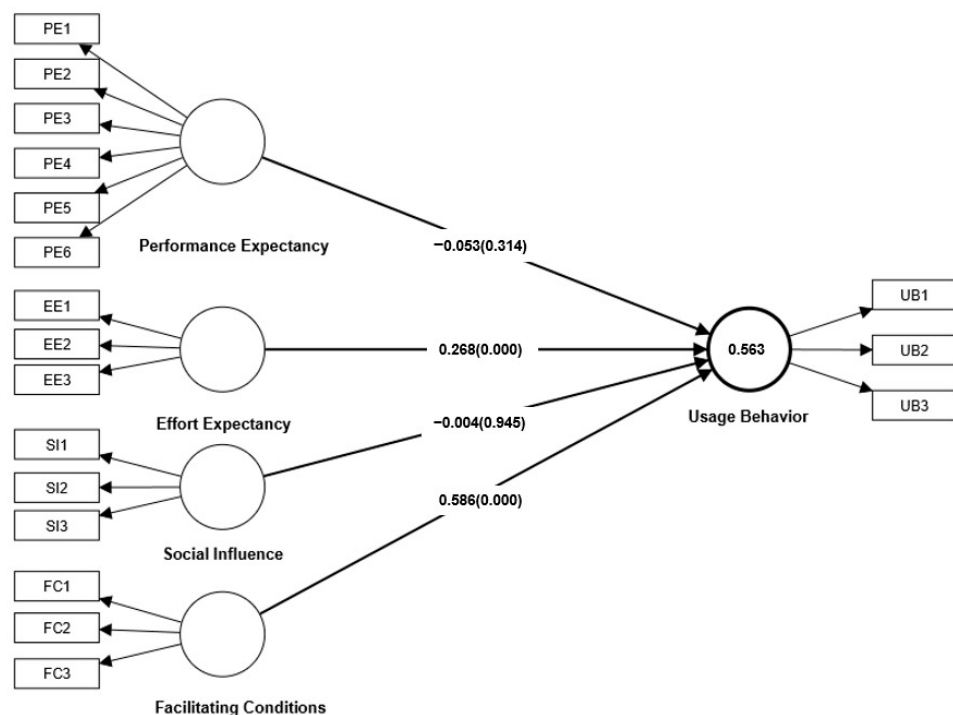 PE1
PE2
PE3
PE4
PE5
PE6
Performance Expectancy
−0.053(0.314)
EE1
EE2
EE3
Effort Expectancy
0.268(0.000)
0.563
Usage Behavior
UB1
UB2
UB3
−0.004(0.945)
SI1
SI2
SI3
Social Influence
0.586(0.000)
FC1
FC2
FC3
Facilitating Conditions